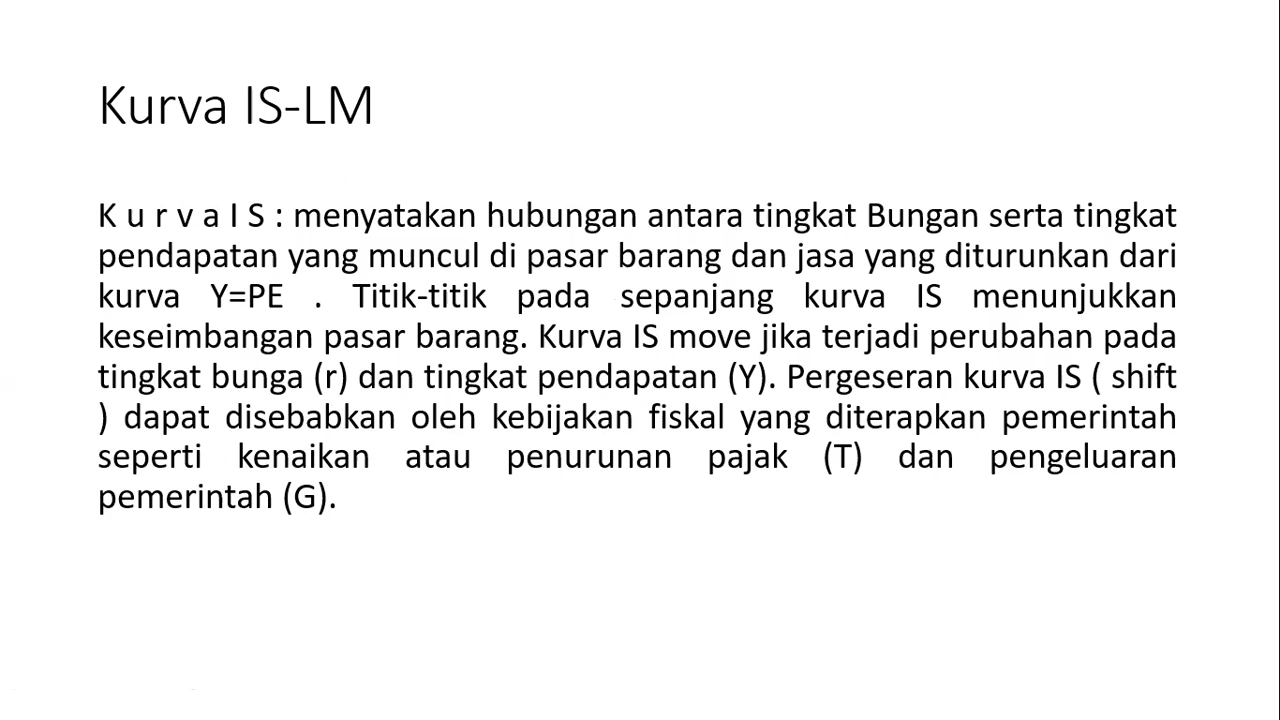 Kurva IS-LM
K u r v a I S : menyatakan hubungan antara tingkat Bungan serta tingkat
pendapatan yang muncul di pasar barang dan jasa yang diturunkan dari
kurva Y=PE . Titik-titik pada sepanjang kurva IS menunjukkan
keseimbangan pasar barang. Kurva IS move jika terjadi perubahan pada
tingkat bunga (r) dan tingkat pendapatan (Y). Pergeseran kurva IS ( shift
) dapat disebabkan oleh kebijakan fiskal yang diterapkan pemerintah
seperti kenaikan atau penurunan pajak (T) dan pengeluaran
pemerintah (G).